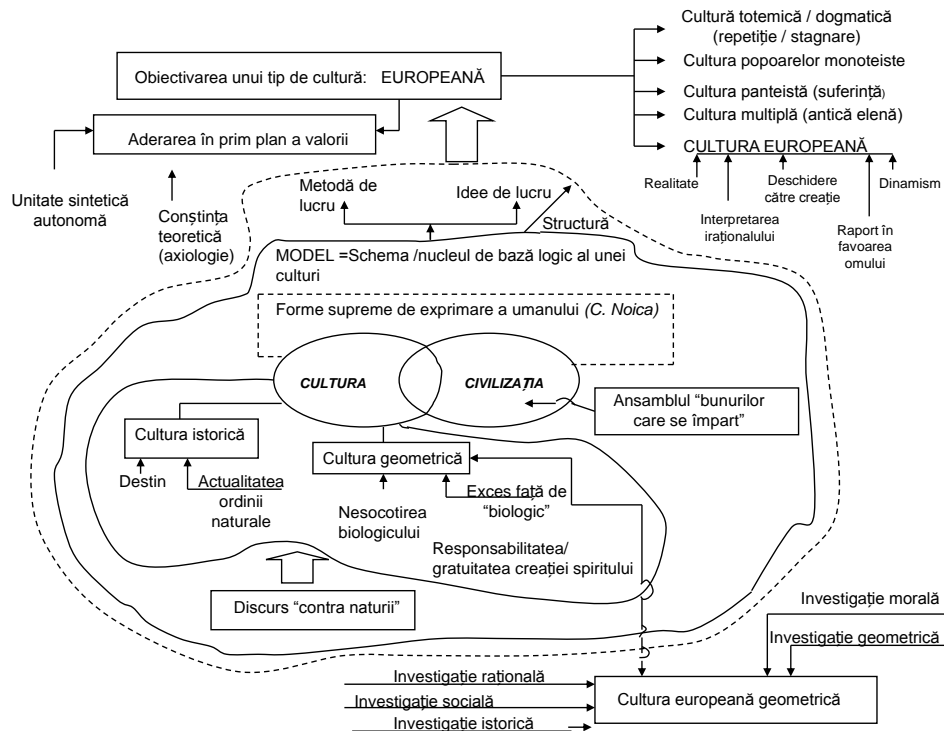 Cultură totemică / dogmatică
(repetiție / stagnare)
Obiectivarea unui tip de cultură: EUROPEANĂ
Cultura popoarelor monoteiste
Cultura panteistă (suferință)
Cultura multiplă (antică elenă)
Aderarea în prim plan a valorii
CULTURA EUROPEANĂ
Realitate
Deschidere
către creație
Dinamism
Interpretarea
iraționalului
Raport în
favoarea
omului
Unitate sintetică
autonomă
Conștința
teoretică
(axiologie)
Metodă de
lucru
Idee de lucru
Structură
MODEL =Schema /nucleul de bază logic al unei
culturi
Forme supreme de exprimare a umanului (C. Noica)
CULTURA
CIVILIZAȚIA
Ansamblul “bunurilor
care se împart”
Cultura istorică
Cultura geometrică
Destin
Actualitatea
ordinii
naturale
Exces față de
“biologic”
Nesocotirea
biologicului
Responsabilitatea/
gratuitatea creației spiritului
Discurs “contra naturii”
Investigație morală
Investigație geometrică
Investigație rațională
Investigație socială
Investigație istorică
Cultura europeană geometrică